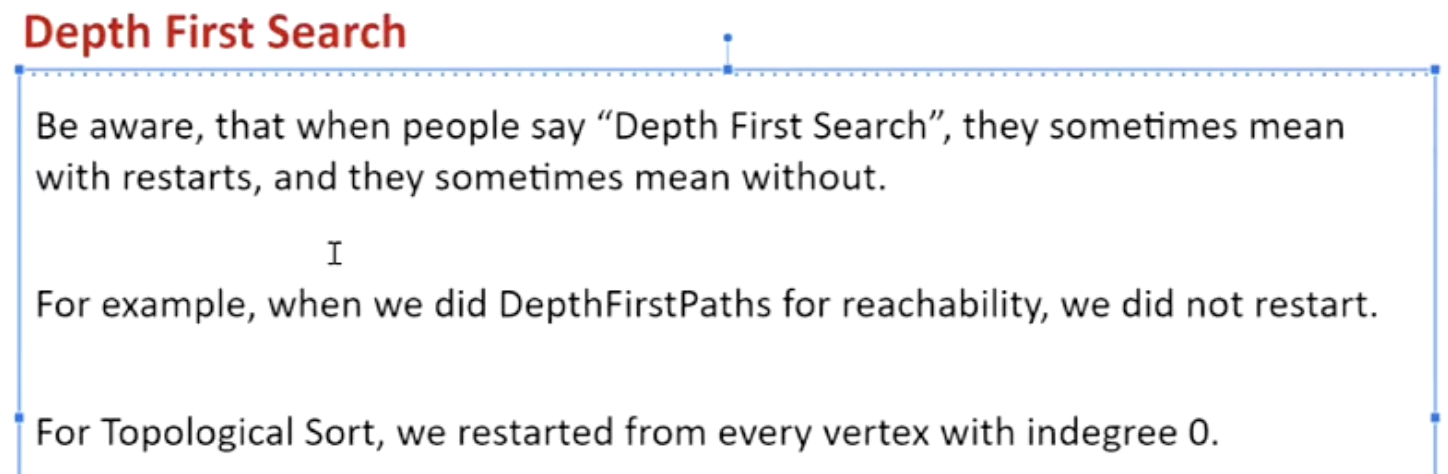 Depth First Search
Be aware, that when people say “Depth First Search”, they sometimes mean
with restarts, and they sometimes mean without.
For example, when we did DepthFirstPaths for reachability, we did not restart.
For Topological Sort, we restarted from every vertex with indegree 0.